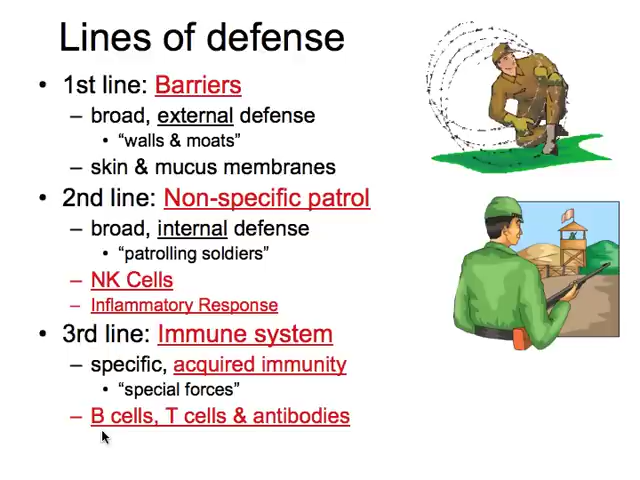 Lines of defense
• 1st line: Barriers
– broad, external defense
• “walls & moats”
– skin & mucus membranes
• 2nd line: Non-specific patrol
– broad, internal defense
• “patrolling soldiers”
– NK Cells
– Inflammatory Response
• 3rd line: Immune system
– specific, acquired immunity
• “special forces”
– B cells, T cells & antibodies